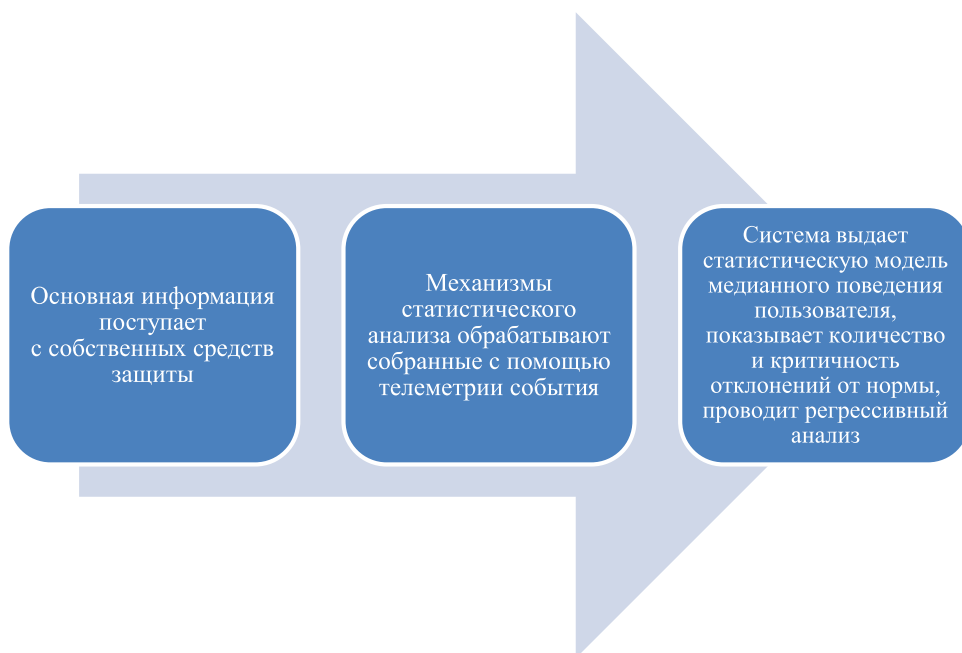 Основная информация
поступает
с собственных средств
защиты
Механизмы
статистического
анализа обрабатывают
собранные с помощью
телеметрии события
Система выдает
статистическую модель
медианного поведения
пользователя,
показывает количество
и критичность
отклонений от нормы,
проводит регрессивный
анализ